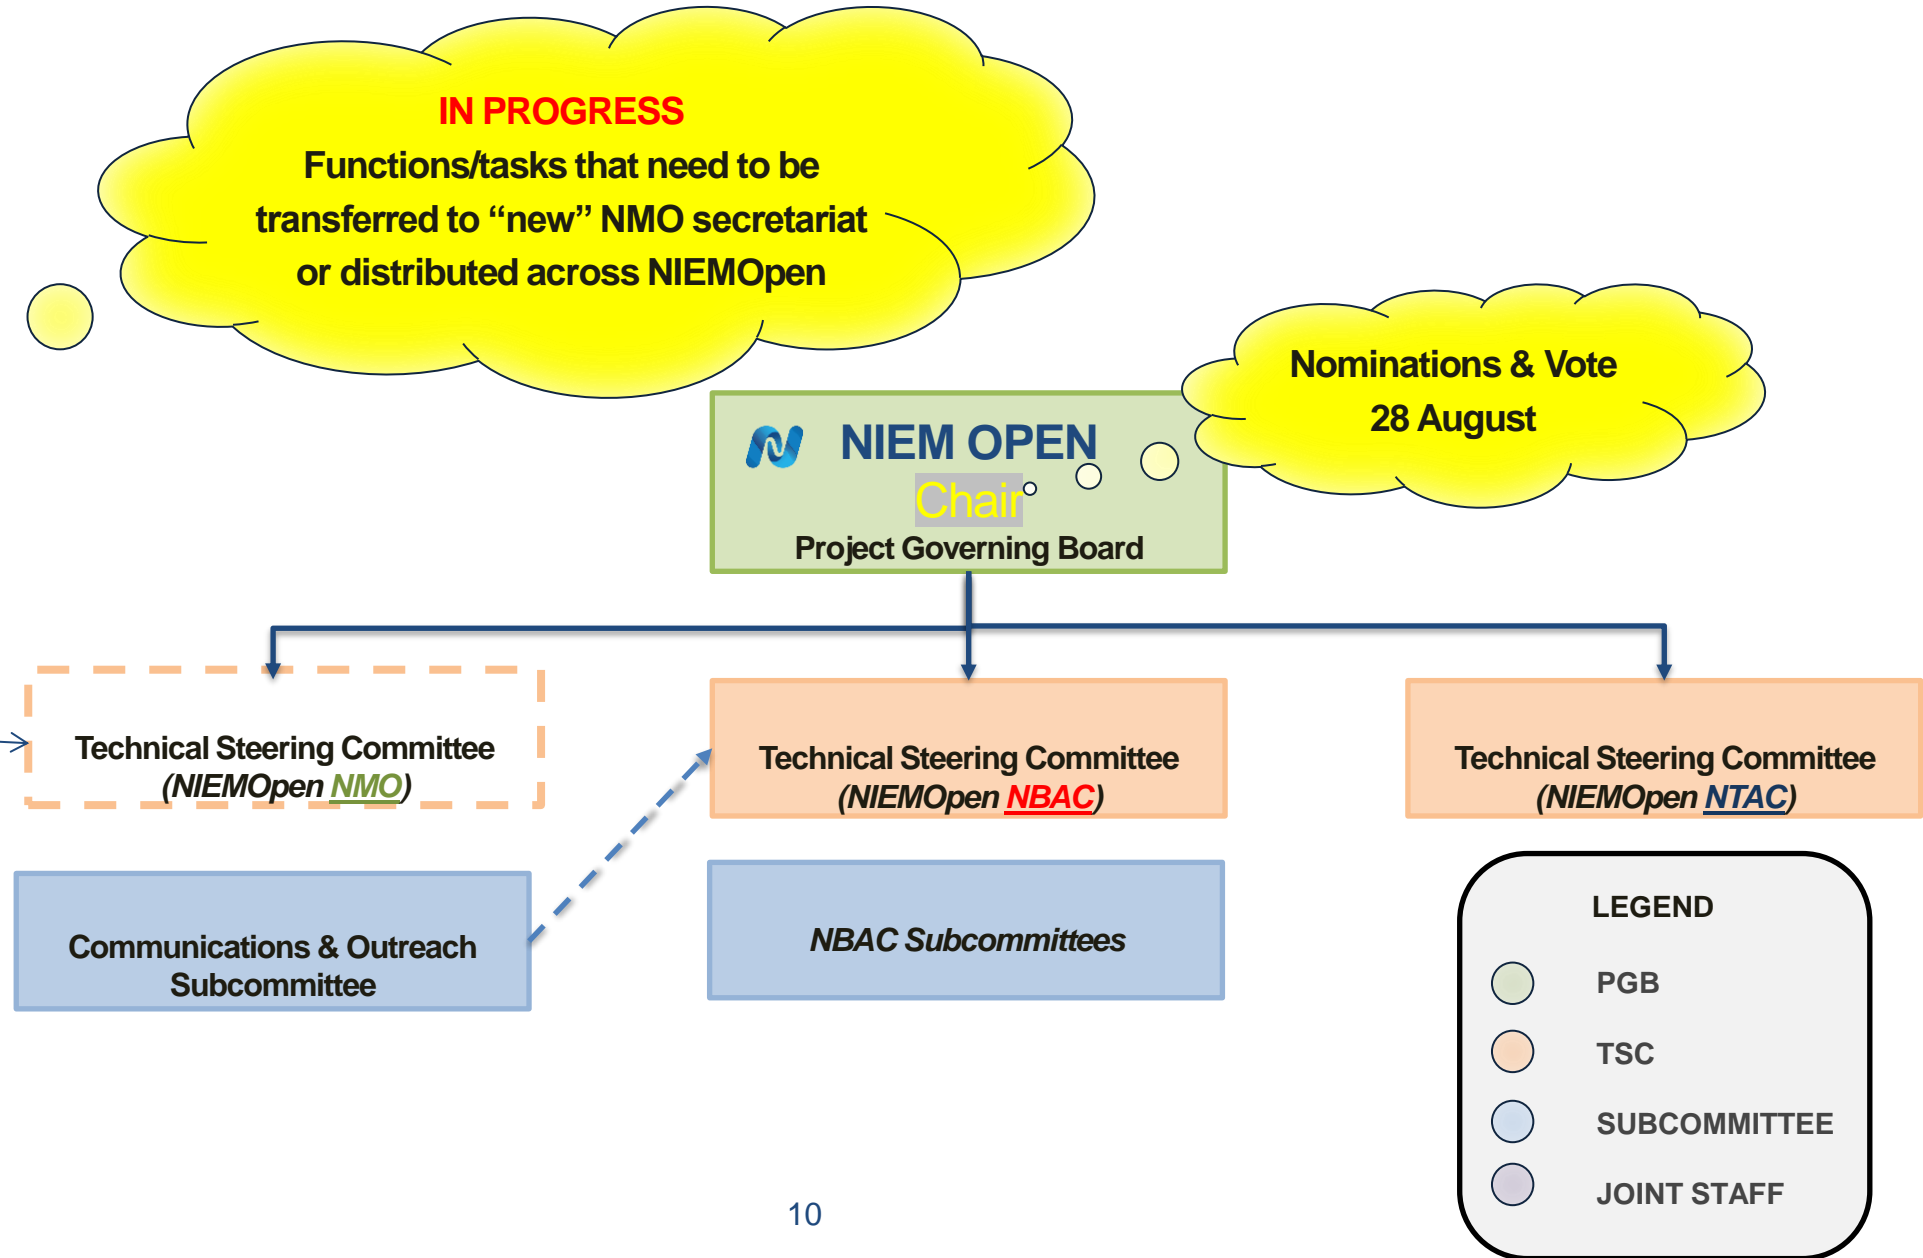 IN PROGRESS
Functions/tasks that need to be
transferred to “new” NMO secretariat
or distributed across NIEMOpen
Nominations & Vote
28 August
NIEM OPEN
Chair
Project Governing Board
Technical Steering Committee
(NIEMOpen NMO)
Technical Steering Committee
(NIEMOpen NBAC)
Technical Steering Committee
(NIEMOpen NTAC)
Communications & Outreach
Subcommittee
NBAC Subcommittees
LEGEND
PGB
TSC
SUBCOMMITTEE
JOINT STAFF
10